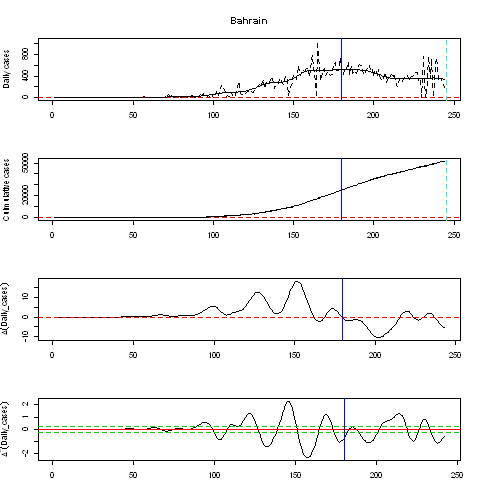 Bahrain
Daily cases
0 400 800
0 50 100 150 200 250
Cumulative cases
0 20000 50000
0 50 100 150 200 250
Δ(Daily_cases)
-10 0 10
0 50 100 150 200 250
Δ²(Daily_cases)
-2 0 1 2
0 50 100 150 200 250